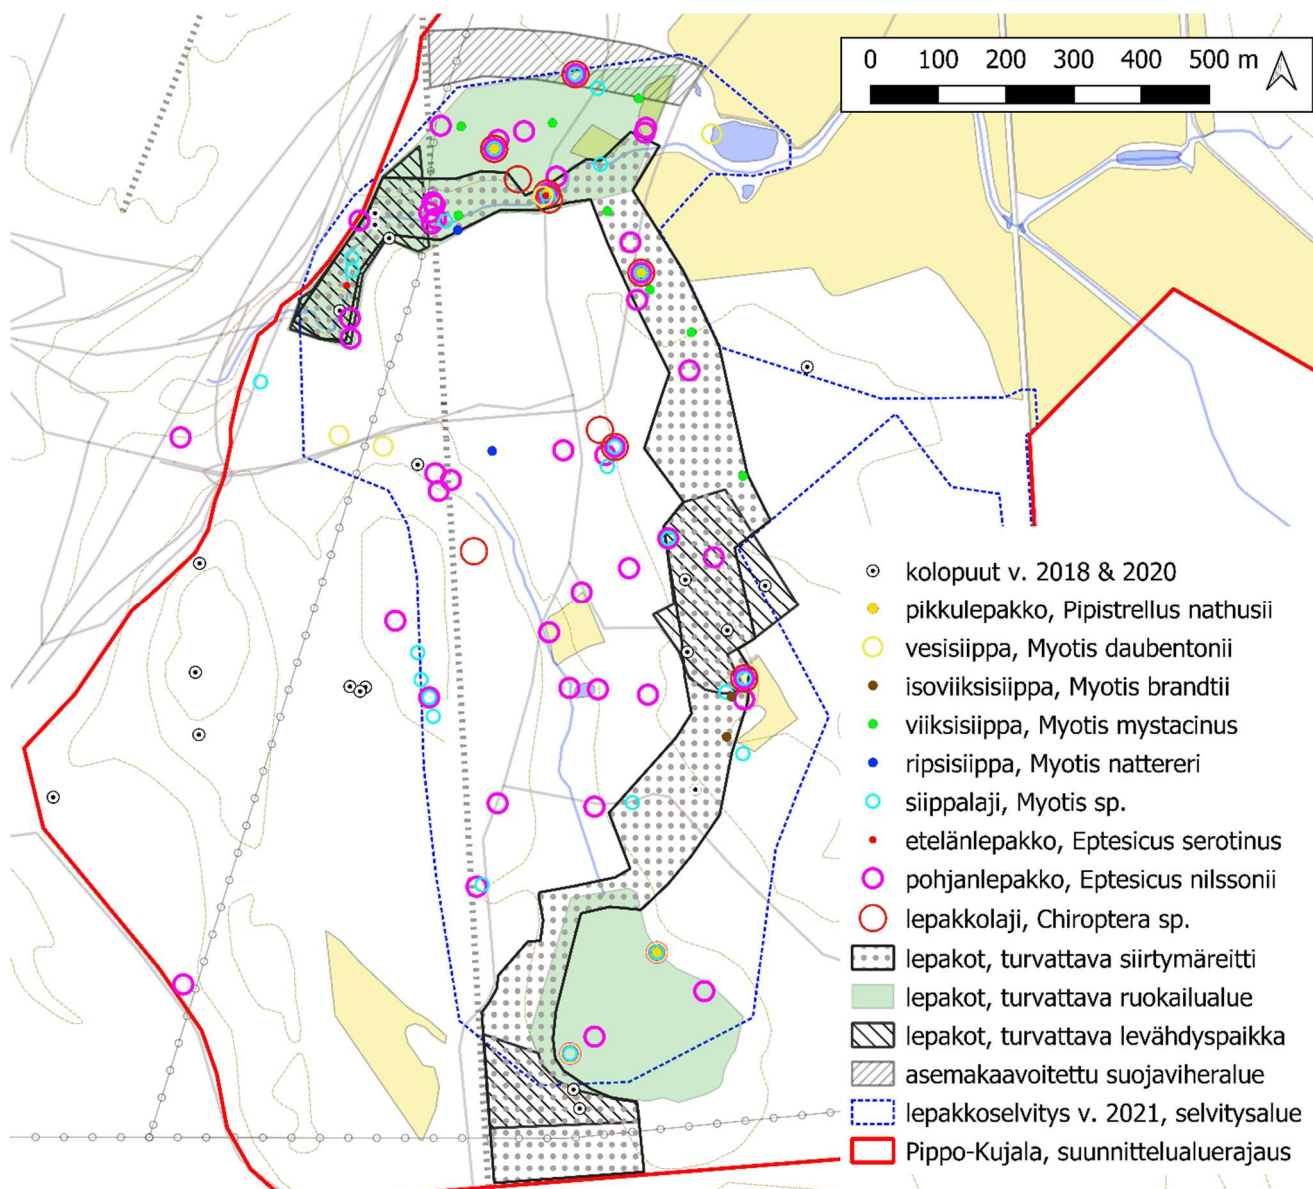 0 100 200 300 400 500 m
kolopuut v. 2018 & 2020
pikkulepakko, Pipistrellus nathusii
vesisiippa, Myotis daubentonii
isoviiksisiippa, Myotis brandtii
viiksisiippa, Myotis mystacinus
ripsisiippa, Myotis nattereri
siippalaji, Myotis sp.
etelänlepakko, Eptesicus serotinus
pohjanlepakko, Eptesicus nilssonii
lepakkolaji, Chiroptera sp.
lepakot, turvattava siirtymäreitti
lepakot, turvattava ruokailualue
lepakot, turvattava levähdyspaikka
asemakaavoitettu suojaviheralue
lepakkoselvitys v. 2021, selvitysalue
Pippo-Kujala, suunnittelualuerajaus